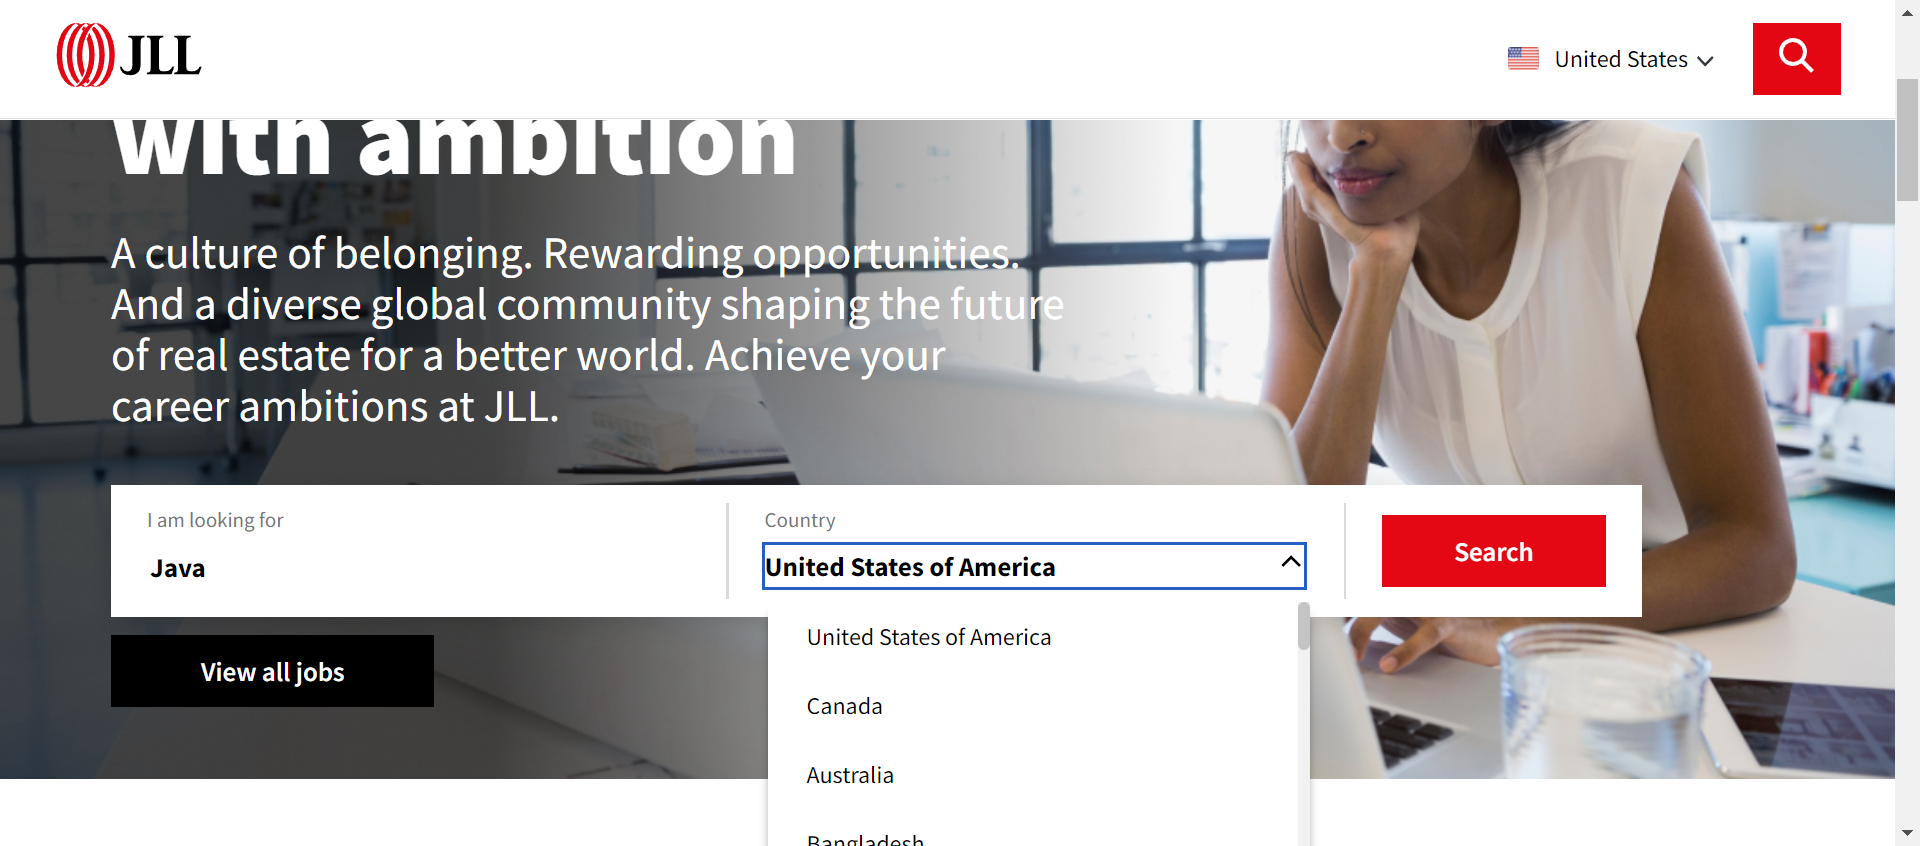 JLL
United States
with ambition
A culture of belonging. Rewarding opportunities.
And a diverse global community shaping the future
of real estate for a better world. Achieve your
career ambitions at JLL.
I am looking for
Java
Country
United States of America
Search
View all jobs
United States of America
Canada
Australia
Bangladesh